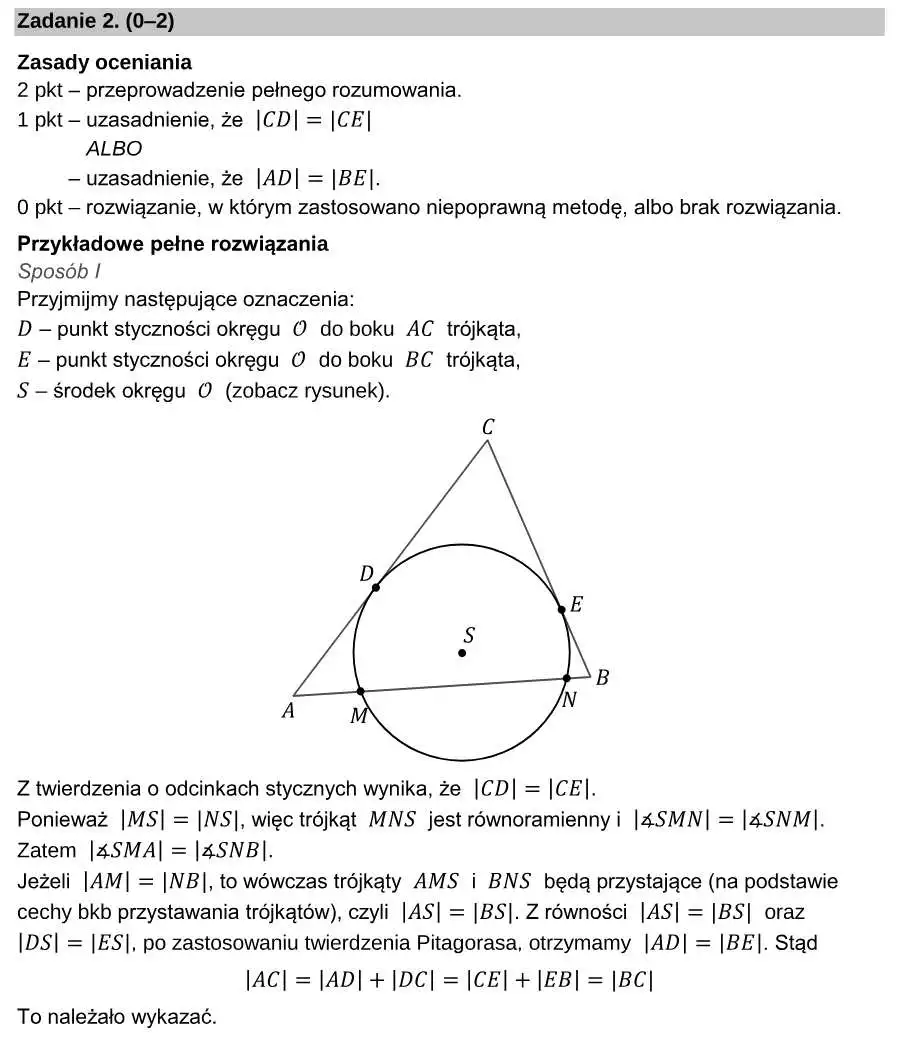 Zadanie 2. (0–2)
Zasady oceniania
2 pkt – przeprowadzenie pełnego rozumowania.
1 pkt – uzasadnienie, że |CD| = |CE|
ALBO
– uzasadnienie, że |AD| = |BE|.
0 pkt – rozwiązanie, w którym zastosowano niepoprawną metodę, albo brak rozwiązania.
Przykładowe pełne rozwiązania
Sposób I
Przyjmijmy następujące oznaczenia:
D – punkt styczności okręgu 𝒪 do boku AC trójkąta,
E – punkt styczności okręgu 𝒪 do boku BC trójkąta,
S – środek okręgu 𝒪 (zobacz rysunek).
C
D
E
S
B
A
M
N
Z twierdzenia o odcinkach stycznych wynika, że |CD| = |CE|.
Ponieważ |MS| = |NS|, więc trójkąt MNS jest równoramienny i |∡SMN| = |∡SNM|.
Zatem |∡SMA| = |∡SNB|.
Jeżeli |AM| = |NB|, to wówczas trójkąty AMS i BNS będą przystające (na podstawie
cechy bkb przystawania trójkątów), czyli |AS| = |BS|. Z równości |AS| = |BS| oraz
|DS| = |ES|, po zastosowaniu twierdzenia Pitagorasa, otrzymamy |AD| = |BE|. Stąd
|AC| = |AD| + |DC| = |CE| + |EB| = |BC|
To należało wykazać.